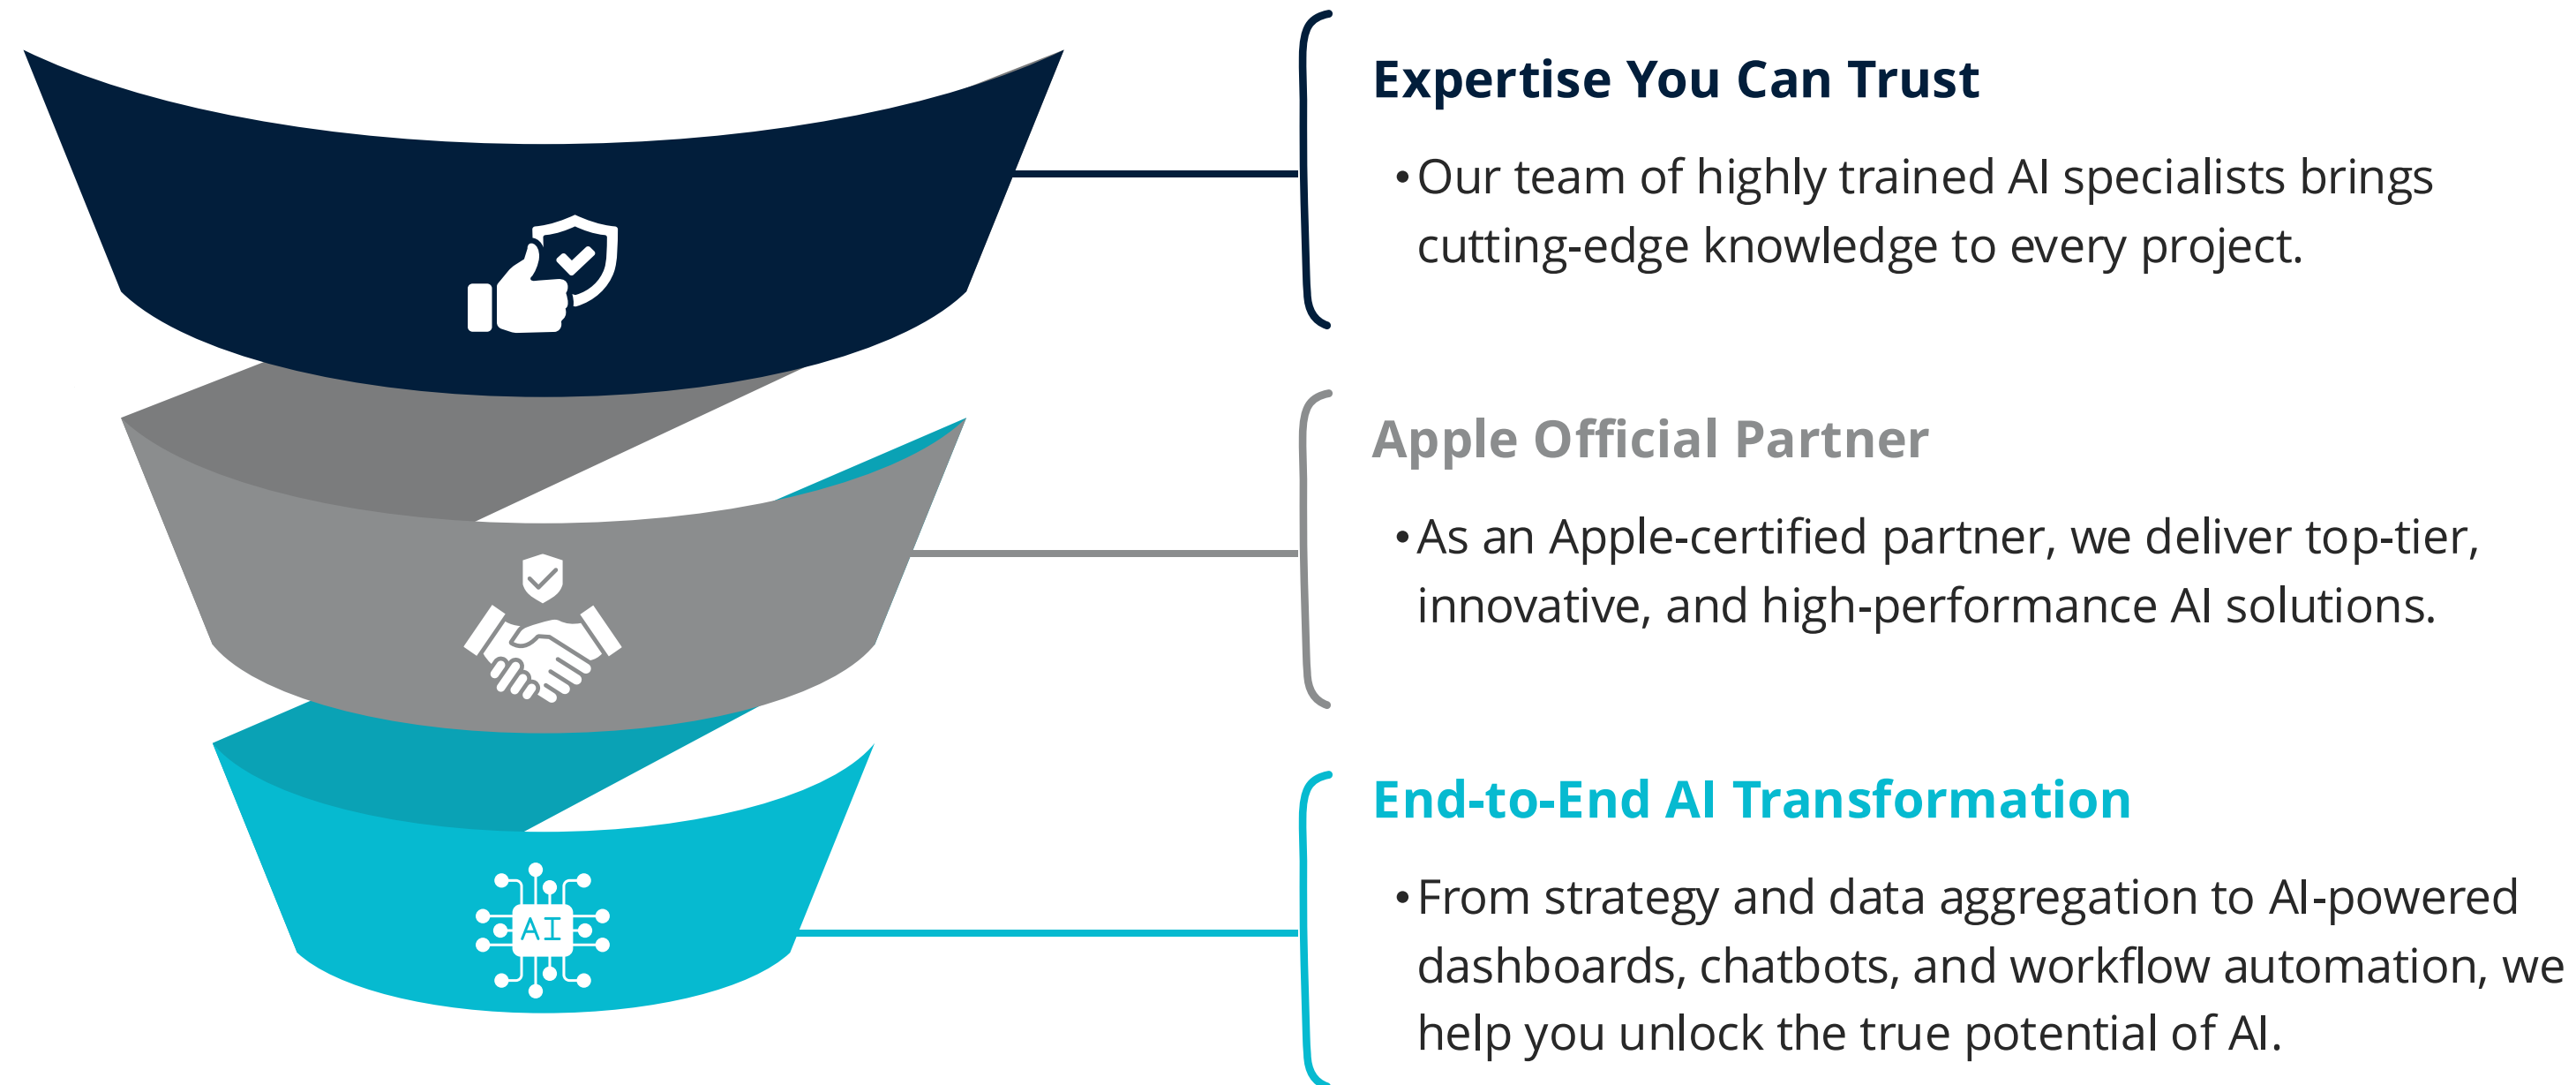 Expertise You Can Trust
•Our team of highly trained AI specialists brings
cutting-edge knowledge to every project.
Apple Official Partner
•As an Apple-certified partner, we deliver top-tier,
innovative, and high-performance AI solutions.
End-to-End AI Transformation
•From strategy and data aggregation to AI-powered
dashboards, chatbots, and workflow automation, we
help you unlock the true potential of AI.
AI